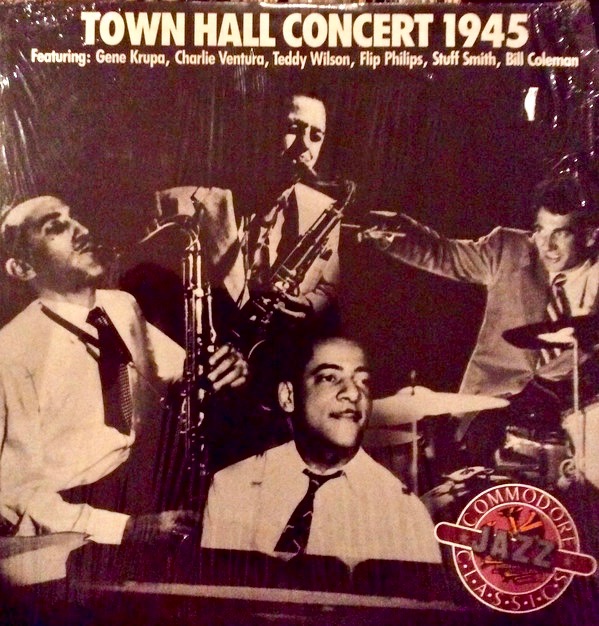 TOWN HALL CONCERT 1945
Featuring: Gene Krupa, Charlie Ventura, Teddy Wilson, Flip Philips, Stuff Smith, Bill Coleman
COMMODORE
JAZZ
C·L·A·S·S·I·C·S